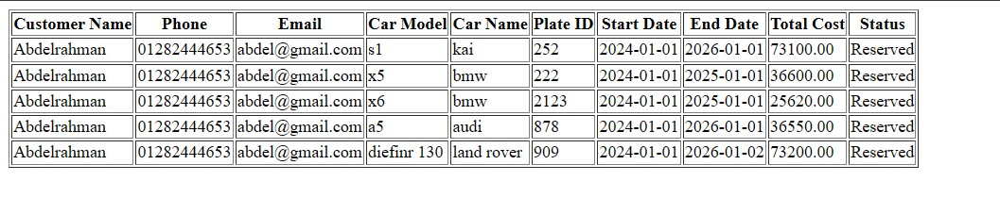 Customer Name Phone Email Car Model Car Name Plate ID Start Date End Date Total Cost Status
Abdelrahman 01282444653 abdel@gmail.com s1 kai 252 2024-01-01 2026-01-01 73100.00 Reserved
Abdelrahman 01282444653 abdel@gmail.com x5 bmw 222 2024-01-01 2025-01-01 36600.00 Reserved
Abdelrahman 01282444653 abdel@gmail.com x6 bmw 2123 2024-01-01 2025-01-01 25620.00 Reserved
Abdelrahman 01282444653 abdel@gmail.com a5 audi 878 2024-01-01 2026-01-01 36550.00 Reserved
Abdelrahman 01282444653 abdel@gmail.com diefinr 130 land rover 909 2024-01-01 2026-01-02 73200.00 Reserved